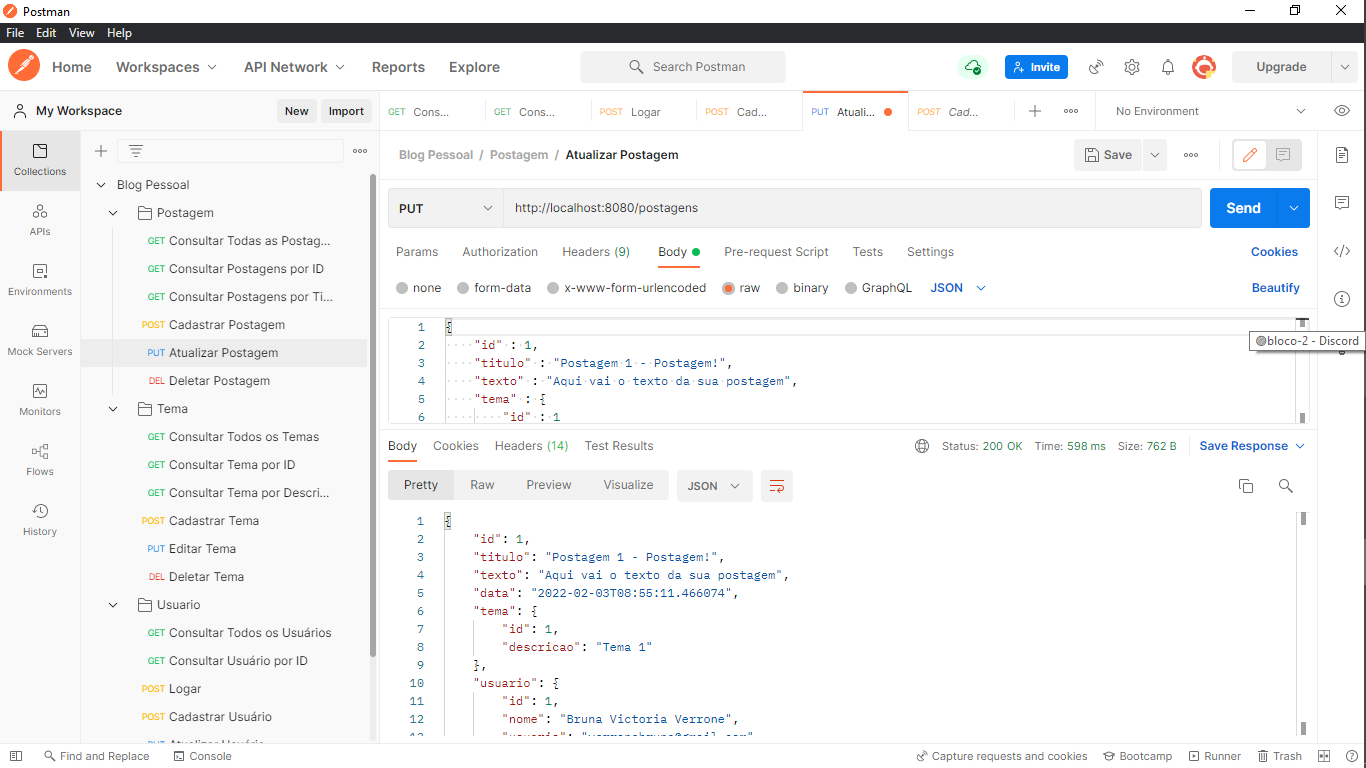 Postman
File Edit View Help
Home Workspaces API Network Reports Explore Search Postman Invite Upgrade
My Workspace New Import
GET Cons... GET Cons... POST Logar POST Cad... PUT Atuali... POST Cad... No Environment
Collections
APIs
Environments
Mock Servers
Monitors
Flows
History
Blog Pessoal
Postagem
GET Consultar Todas as Postag...
GET Consultar Postagens por ID
GET Consultar Postagens por Ti...
POST Cadastrar Postagem
PUT Atualizar Postagem
DEL Deletar Postagem
Tema
GET Consultar Todos os Temas
GET Consultar Tema por ID
GET Consultar Tema por Descri...
POST Cadastrar Tema
PUT Editar Tema
DEL Deletar Tema
Usuario
GET Consultar Todos os Usuários
GET Consultar Usuário por ID
POST Logar
POST Cadastrar Usuário
Blog Pessoal / Postagem / Atualizar Postagem Save
PUT http://localhost:8080/postagens Send
Params Authorization Headers (9) Body Pre-request Script Tests Settings Cookies
none form-data x-www-form-urlencoded raw binary GraphQL JSON Beautify
1 {
2 "id" : 1,
3 "titulo" : "Postagem 1 - Postagem!",
4 "texto" : "Aqui vai o texto da sua postagem",
5 "tema" : {
6 "id" : 1
@bloco-2 - Discord
Body Cookies Headers (14) Test Results Status: 200 OK Time: 598 ms Size: 762 B Save Response
Pretty Raw Preview Visualize JSON
1 {
2 "id": 1,
3 "titulo": "Postagem 1 - Postagem!",
4 "texto": "Aqui vai o texto da sua postagem",
5 "data": "2022-02-03T08:55:11.466074",
6 "tema": {
7 "id": 1,
8 "descricao": "Tema 1"
9 },
10 "usuario": {
11 "id": 1,
12 "nome": "Bruna Victoria Verrone",
Find and Replace Console Capture requests and cookies Bootcamp Runner Trash